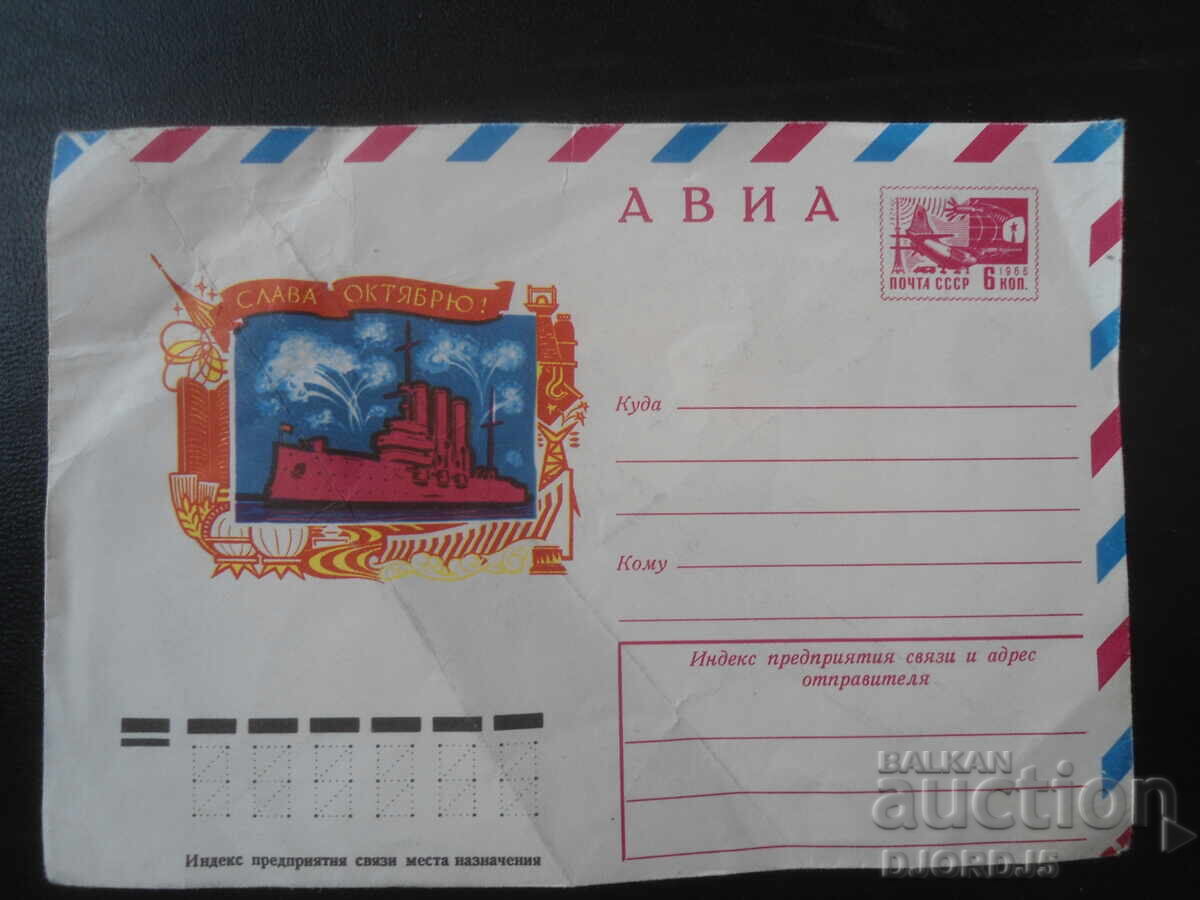 АВИА
1966
ПОЧТА СССР 6 КОП.
СЛАВА ОКТЯБРЮ!
Куда
Кому
Индекс предприятия связи и адрес
отправителя
Индекс предприятия связи места назначения
BALKAN
auction
DJORDJ5